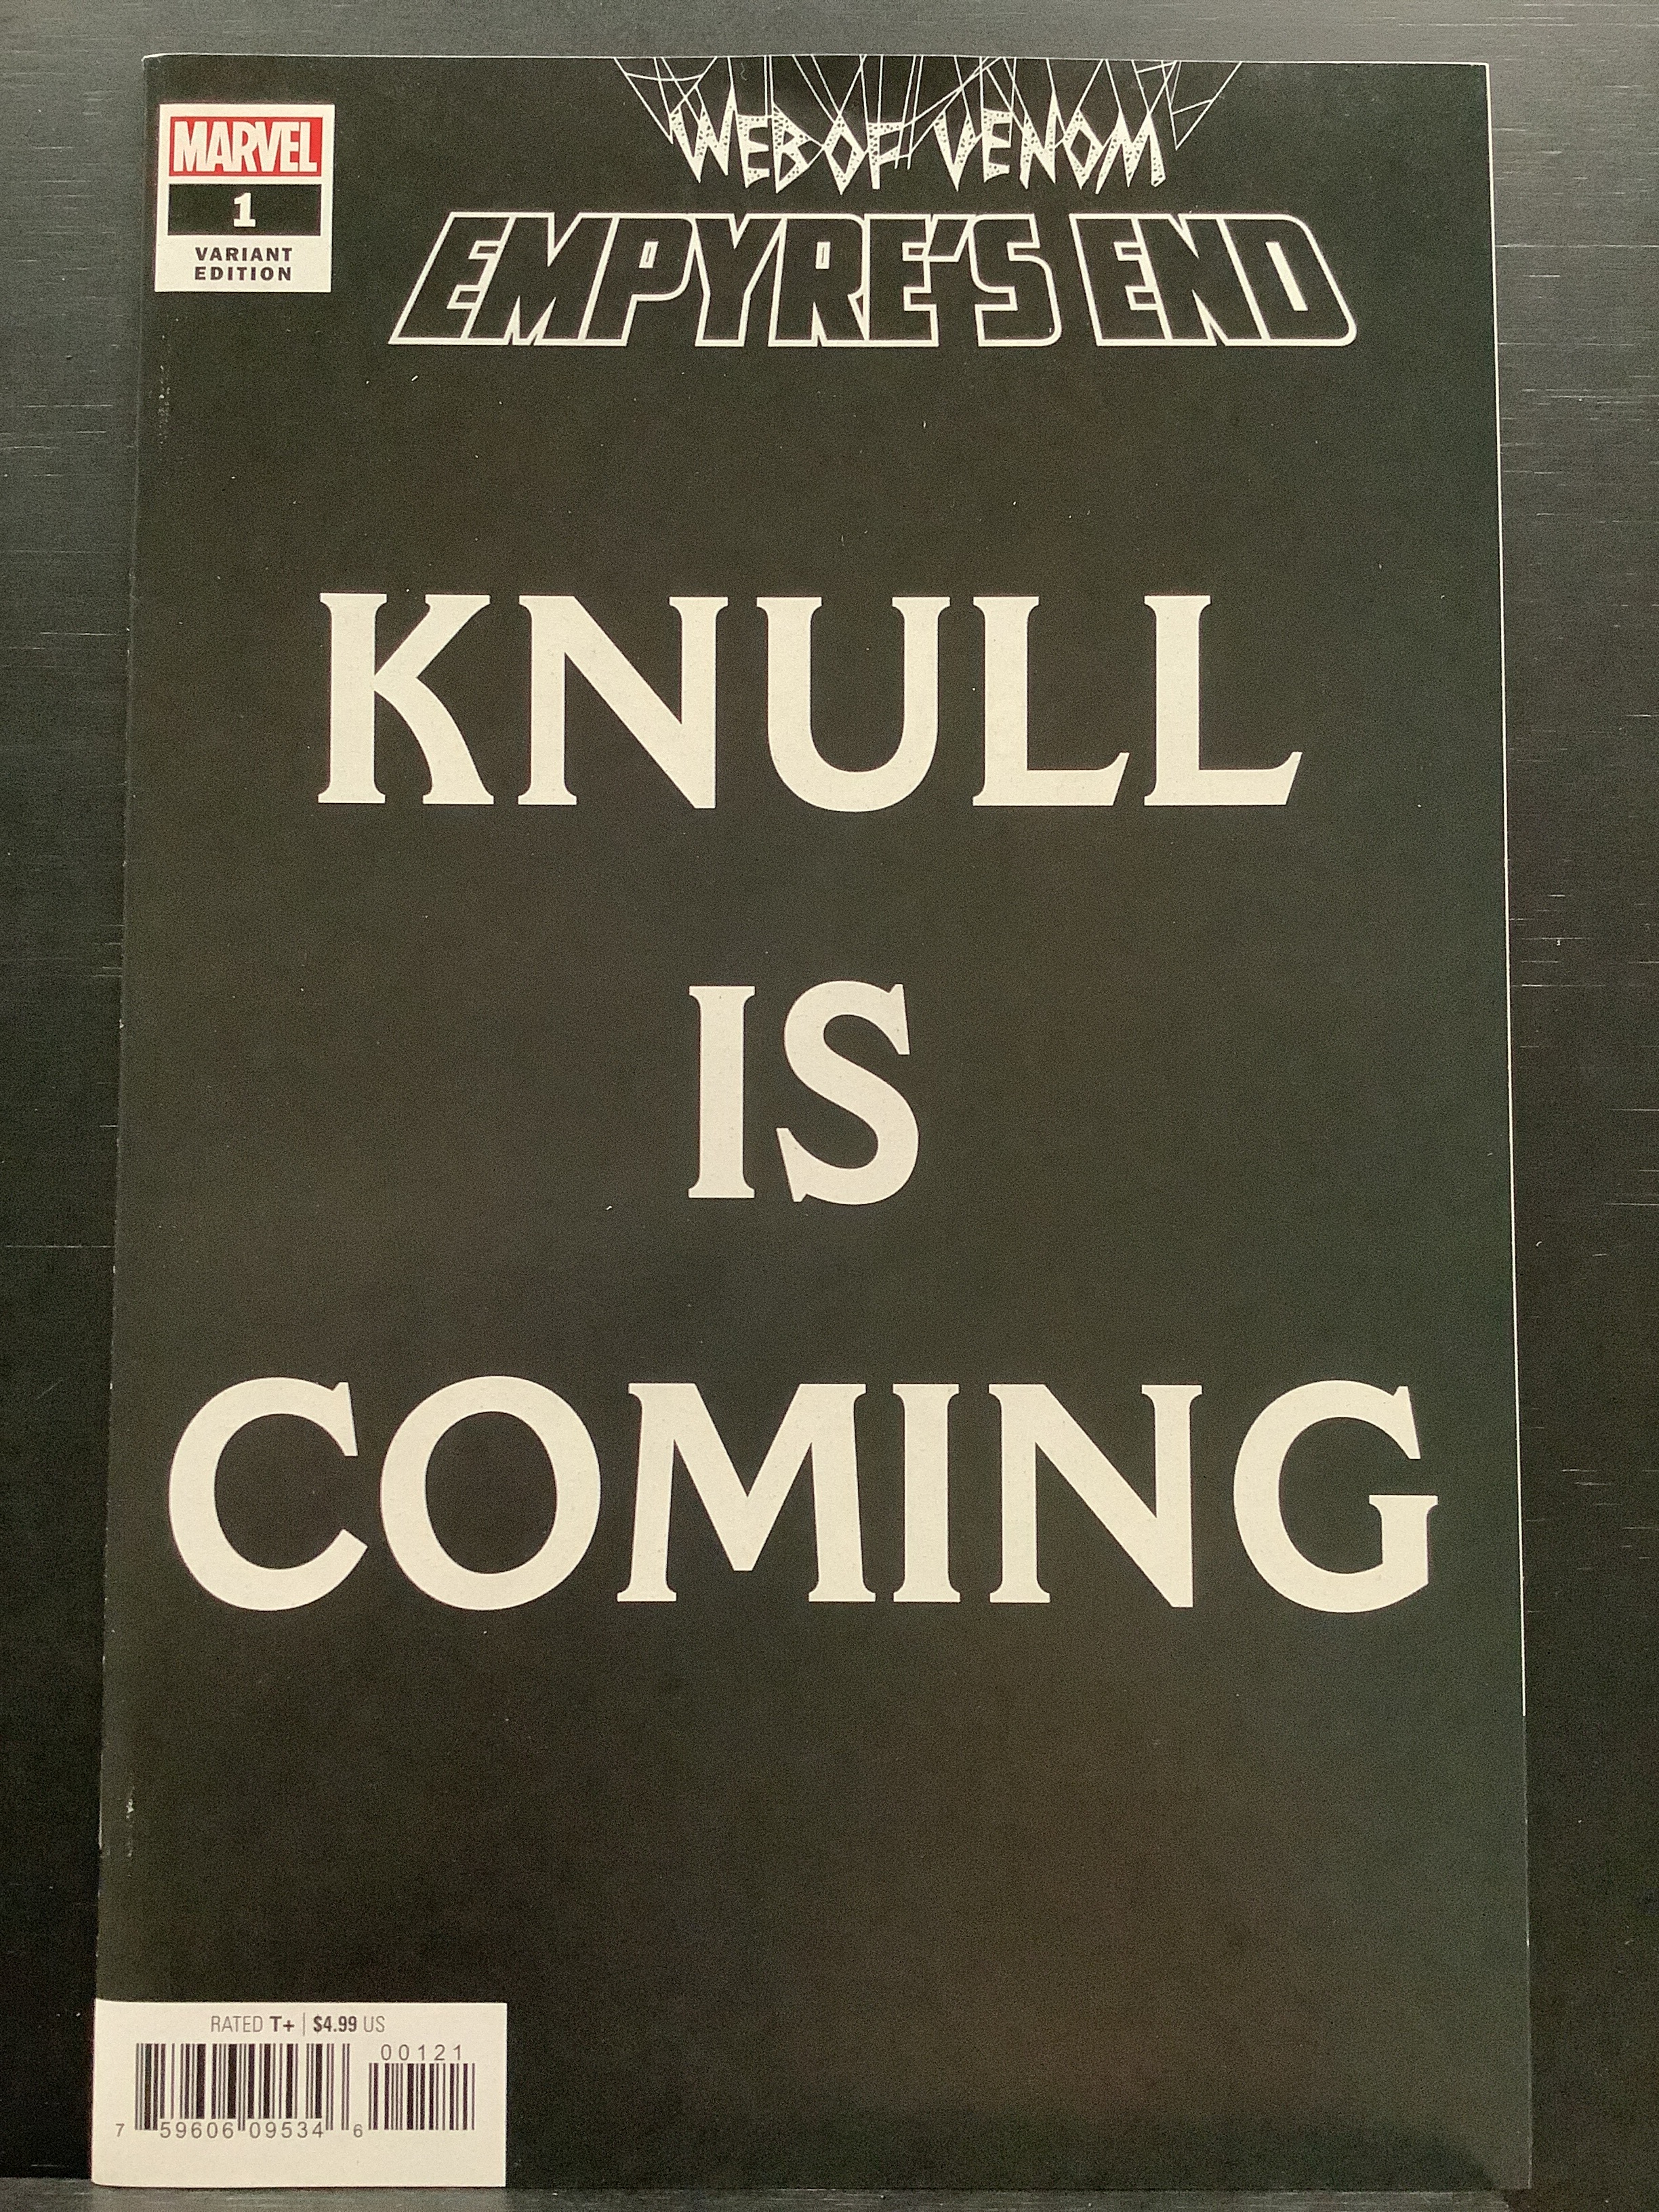 MARVEL
1
VARIANT
EDITION
WEB OF VENOM
EMPYRE'S END
KNULL
IS
COMING
RATED T+ | $4.99 US
00121
7 59606 09534 6